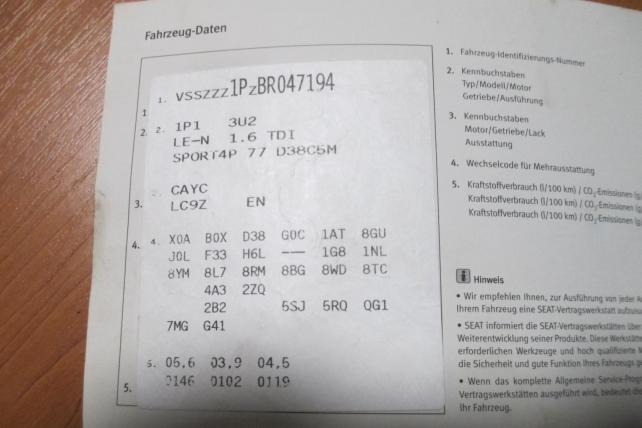 Fahrzeug-Daten
1. 1. VSSZZZ1PZBR047194
2. 2. 1P1 3U2
LE-N 1.6 TDI
SPORT4P 77 D38C5M
3. CAYC
LC9Z EN
4. 4. X0A B0X D38 G0C 1AT 8GU
J0L F33 H6L --- 1G8 1NL
8YM 8L7 8RM 8BG 8WD 8TC
4A3 2ZQ
2B2 5SJ 5RQ QG1
7MG G41
5. 05,6 03,9 04,5
5. 0146 0102 0119
1. Fahrzeug-Identifizierungs-Nummer
2. Kennbuchstaben
Typ/Modell/Motor
Getriebe/Ausführung
3. Kennbuchstaben
Motor/Getriebe/Lack
Ausstattung
4. Wechselcode für Mehrausstattung
5. Kraftstoffverbrauch (l/100 km) / CO₂-Emissionen
Kraftstoffverbrauch (l/100 km) / CO₂-Emissionen
Kraftstoffverbrauch (l/100 km) / CO₂-Emissionen
i Hinweis
• Wir empfehlen Ihnen, zur Ausführung von jeder
Ihrem Fahrzeug eine SEAT-Vertragswerkstatt
• SEAT informiert die SEAT-Vertragswerkstätten über
Weiterentwicklung seiner Produkte. Diese
erforderlichen Werkzeuge und hoch qualifizierte
die Sicherheit und gute Funktion Ihres Fahrzeugs
• Wenn das komplette Allgemeine
Vertragswerkstätten ausgeführt wird, bedeutet
Ihr Fahrzeug.